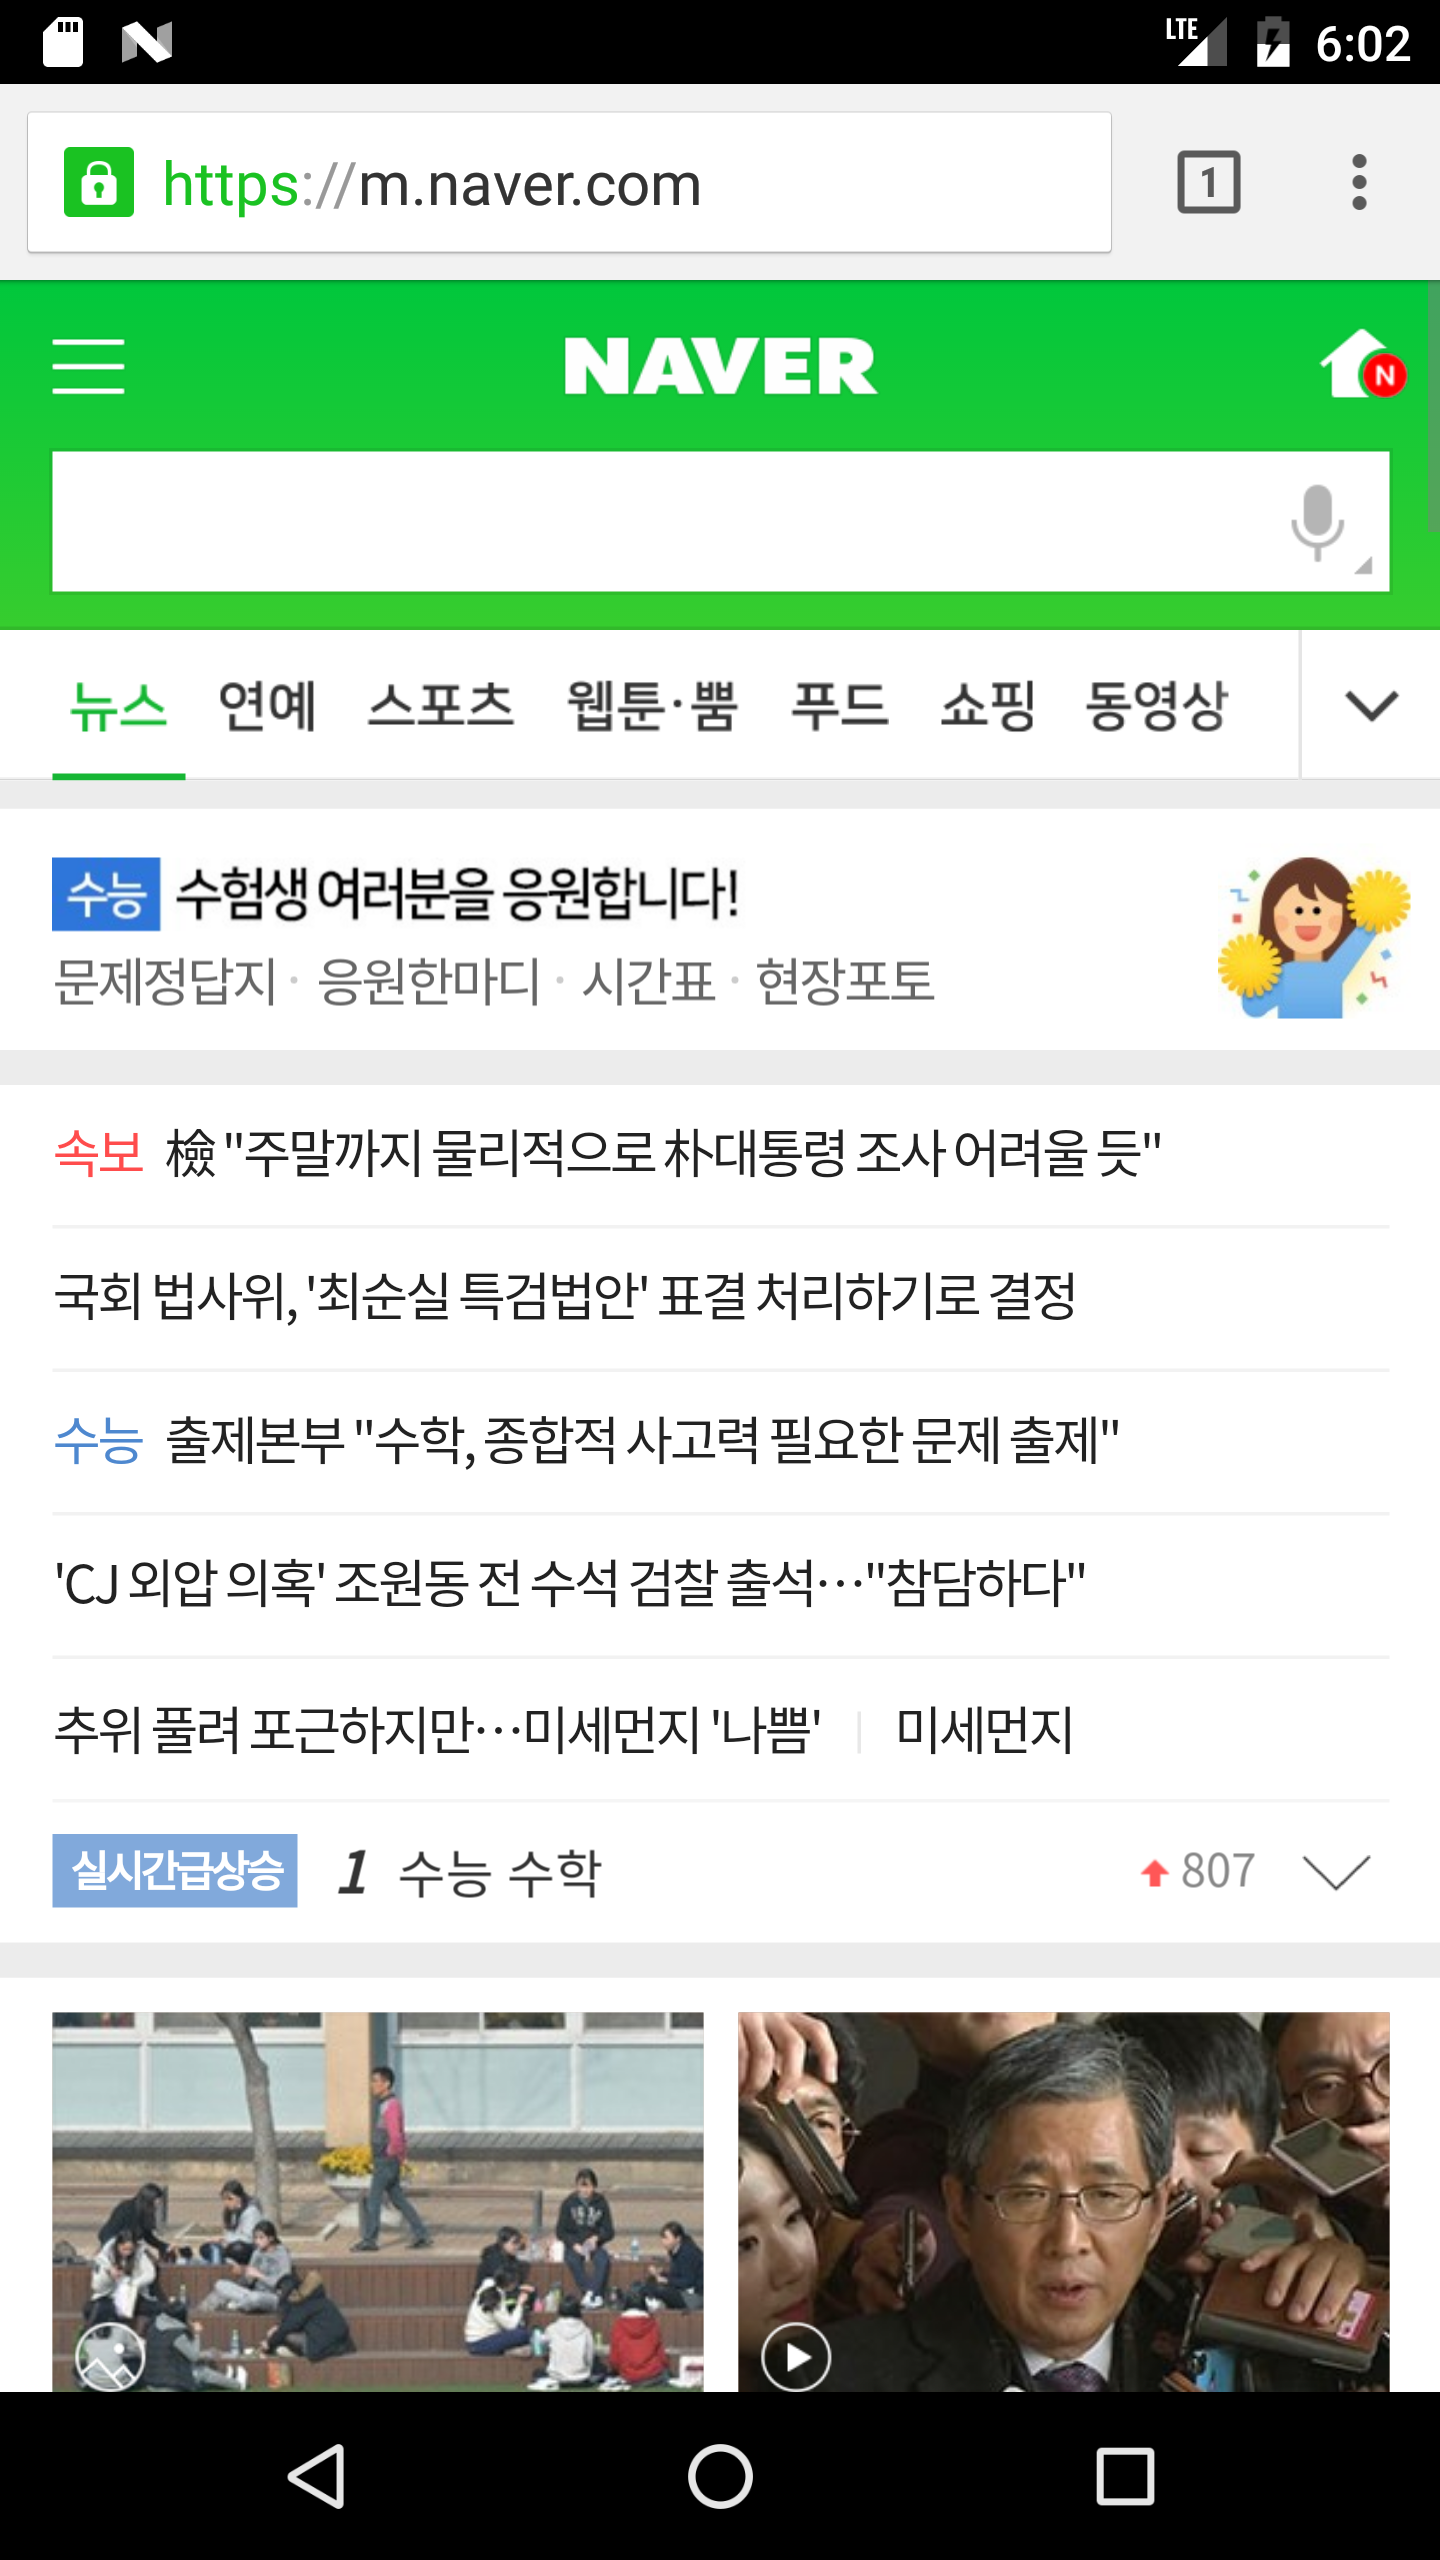 LTE 6:02
https://m.naver.com 1
NAVER N
뉴스 연예 스포츠 웹툰·뿜 푸드 쇼핑 동영상
수능 수험생 여러분을 응원합니다!
문제정답지 · 응원한마디 · 시간표 · 현장포토
속보 檢 "주말까지 물리적으로 朴대통령 조사 어려울 듯"
국회 법사위, '최순실 특검법안' 표결 처리하기로 결정
수능 출제본부 "수학, 종합적 사고력 필요한 문제 출제"
'CJ 외압 의혹' 조원동 전 수석 검찰 출석…"참담하다"
추위 풀려 포근하지만…미세먼지 '나쁨' | 미세먼지
실시간급상승 1 수능 수학 807